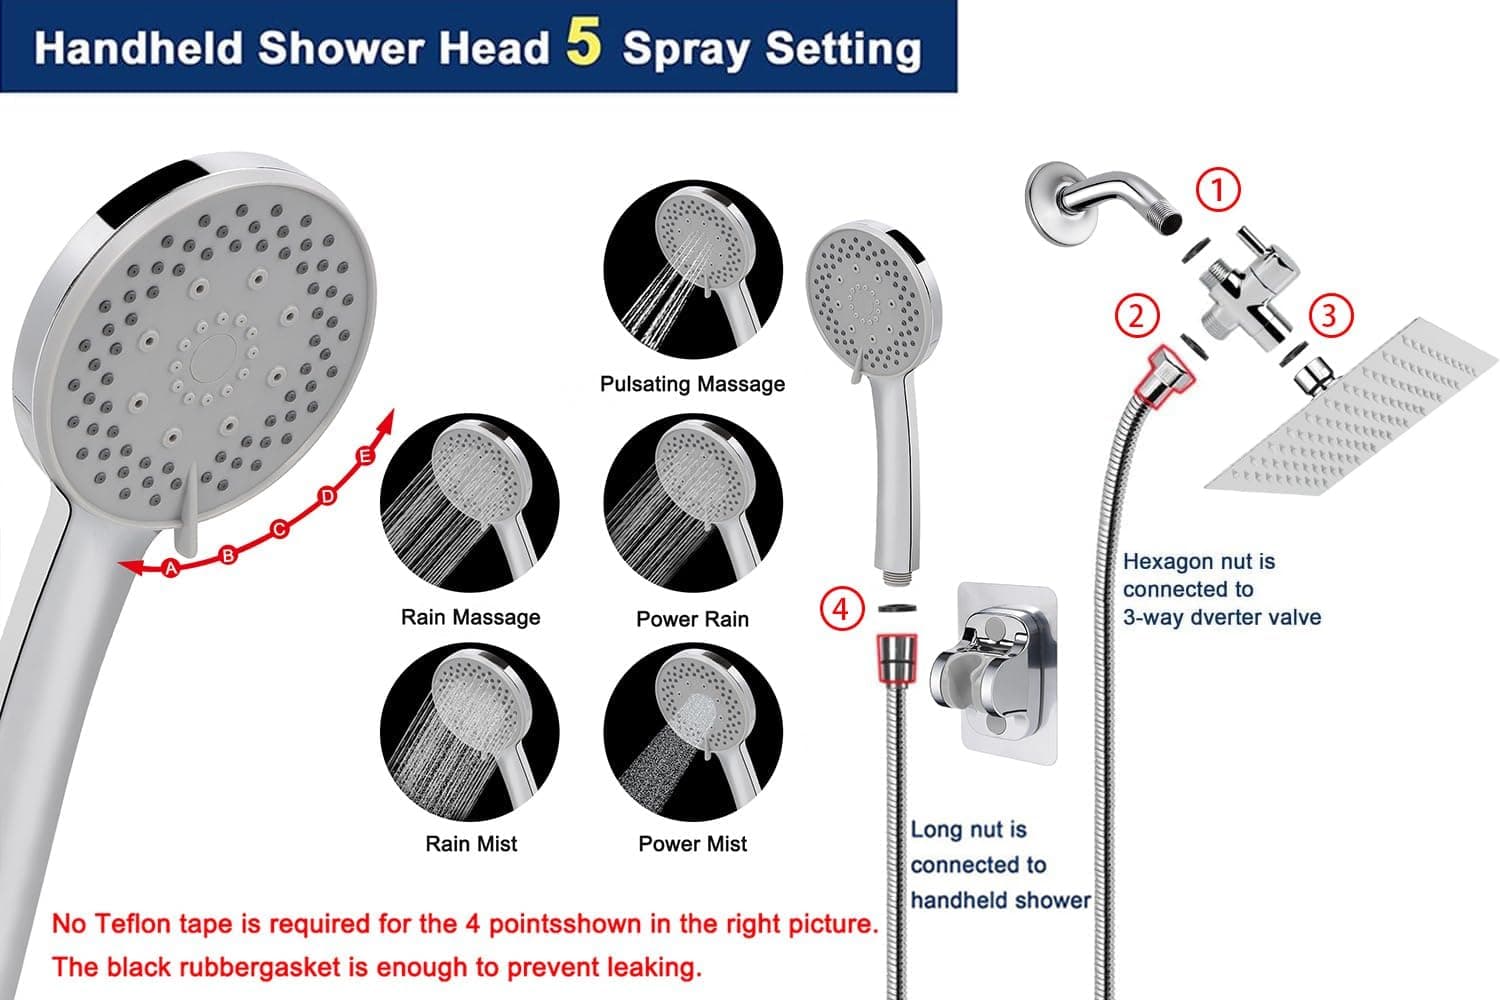 Handheld Shower Head 5 Spray Setting
1
2
3
Pulsating Massage
A
B
C
D
E
Rain Massage
Power Rain
4
Hexagon nut is
connected to
3-way dverter valve
Rain Mist
Power Mist
Long nut is
connected to
handheld shower
No Teflon tape is required for the 4 pointsshown in the right picture.
The black rubbergasket is enough to prevent leaking.